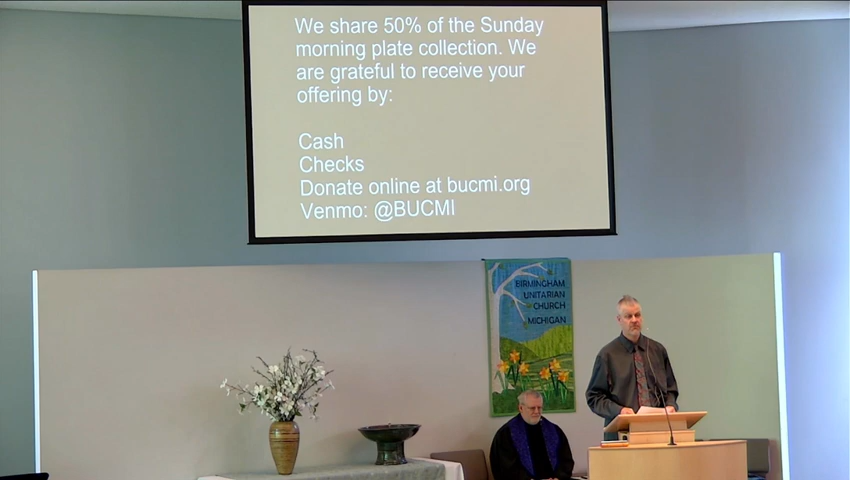 We share 50% of the Sunday
morning plate collection. We
are grateful to receive your
offering by:
Cash
Checks
Donate online at bucmi.org
Venmo: @BUCMI
BIRMINGHAM
UNITARIAN
CHURCH
MICHIGAN